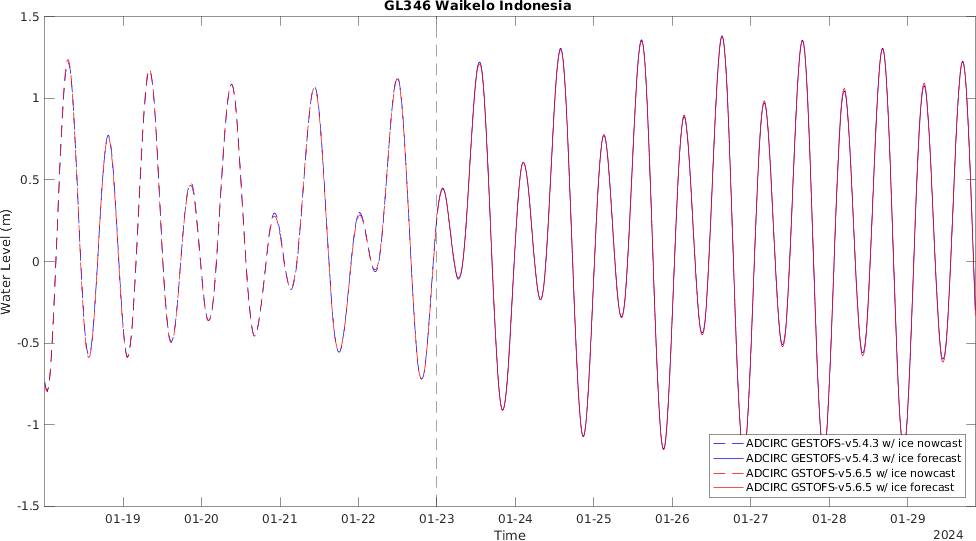 GL346 Waikelo Indonesia
Water Level (m)
1.5
1
0.5
0
-0.5
-1
-1.5
ADCIRC GESTOFS-v5.4.3 w/ ice nowcast
ADCIRC GESTOFS-v5.4.3 w/ ice forecast
ADCIRC GSTOFS-v5.6.5 w/ ice nowcast
ADCIRC GSTOFS-v5.6.5 w/ ice forecast
01-19 01-20 01-21 01-22 01-23 01-24 01-25 01-26 01-27 01-28 01-29
Time
2024